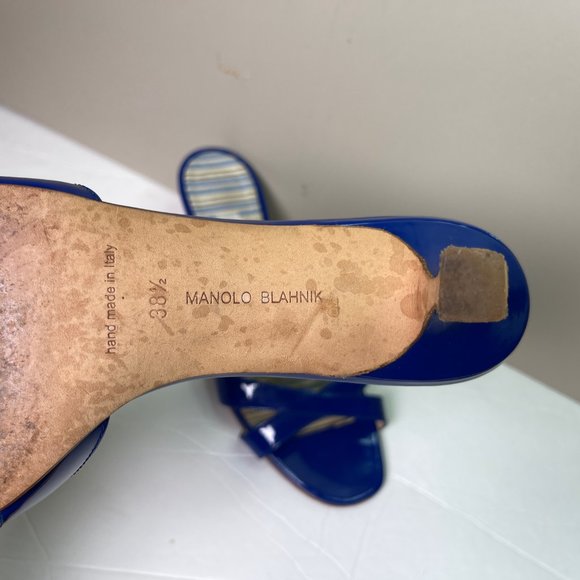 hand made in Italy
38½
MANOLO BLAHNIK